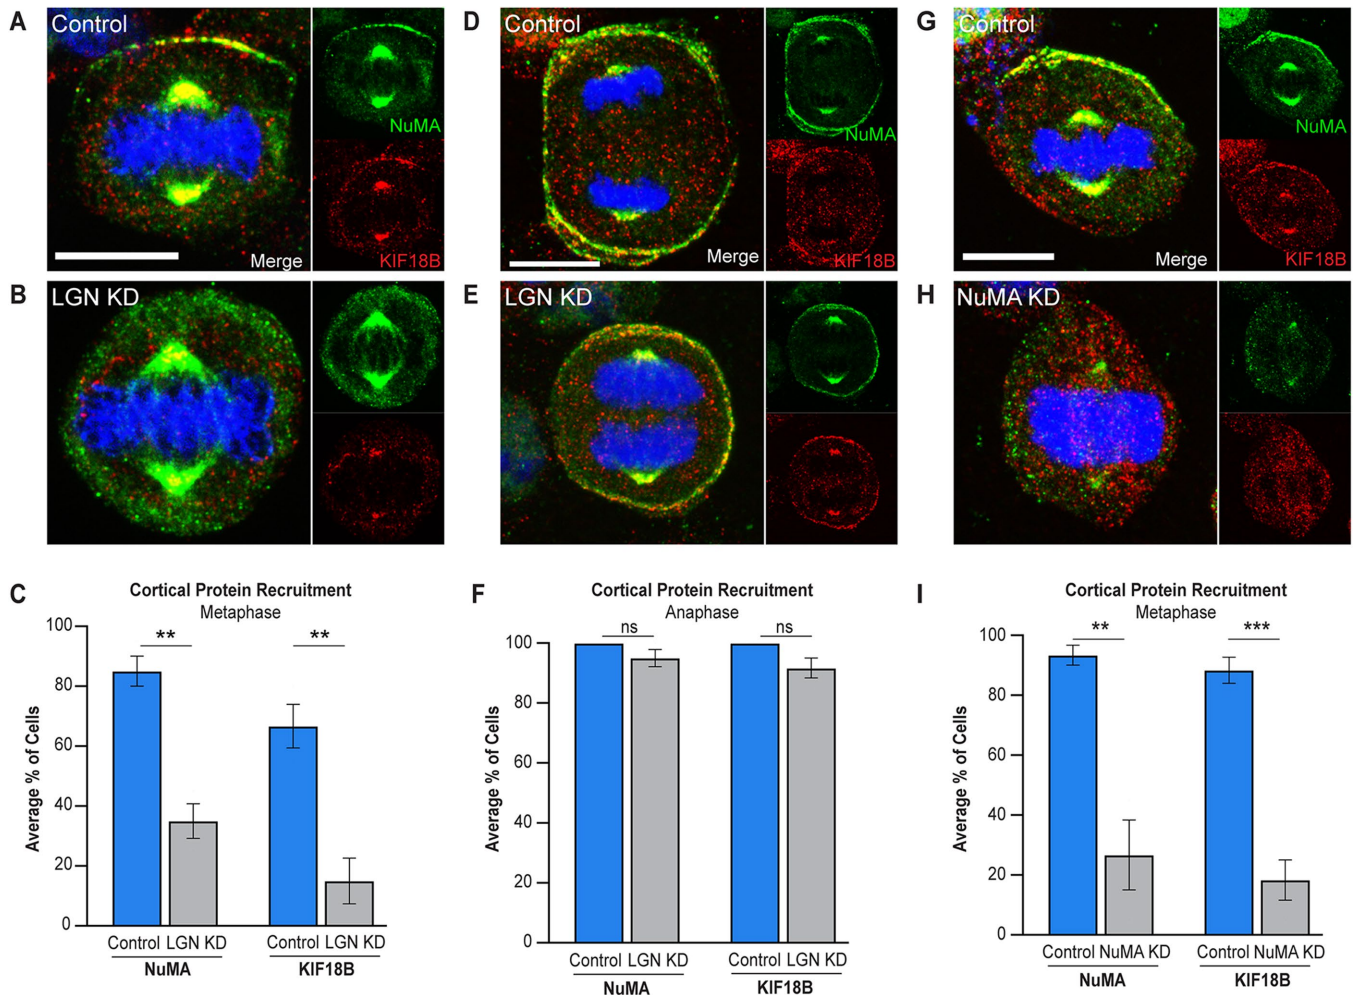 A
Control
NuMA
KIF18B
Merge
D
Control
NuMA
KIF18B
Merge
G
Control
NuMA
KIF18B
Merge
B
LGN KD
E
LGN KD
H
NuMA KD
C
Cortical Protein Recruitment
Metaphase
Average % of Cells
100
80
60
40
20
0
**
**
Control LGN KD
Control LGN KD
NuMA
KIF18B
F
Cortical Protein Recruitment
Anaphase
Average % of Cells
100
80
60
40
20
0
ns
ns
Control LGN KD
Control LGN KD
NuMA
KIF18B
I
Cortical Protein Recruitment
Metaphase
Average % of Cells
100
80
60
40
20
0
**
***
Control NuMA KD
Control NuMA KD
NuMA
KIF18B